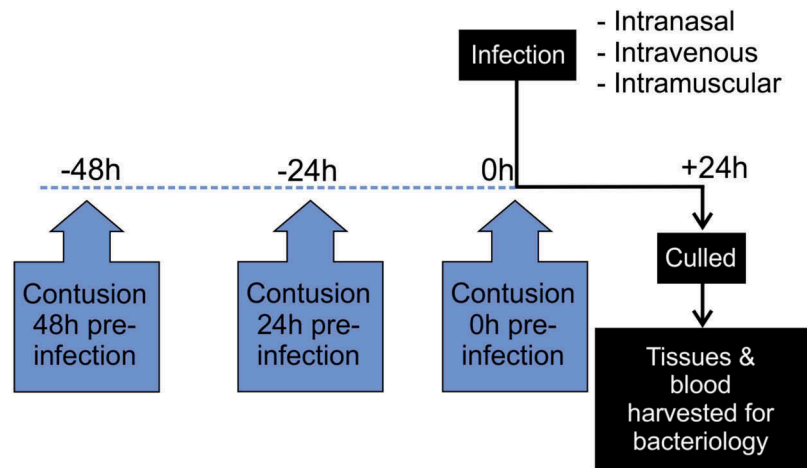 Infection
- Intranasal
- Intravenous
- Intramuscular
-48h
-24h
0h
+24h
Contusion
48h pre-
infection
Contusion
24h pre-
infection
Contusion
0h pre-
infection
Culled
Tissues &
blood
harvested for
bacteriology